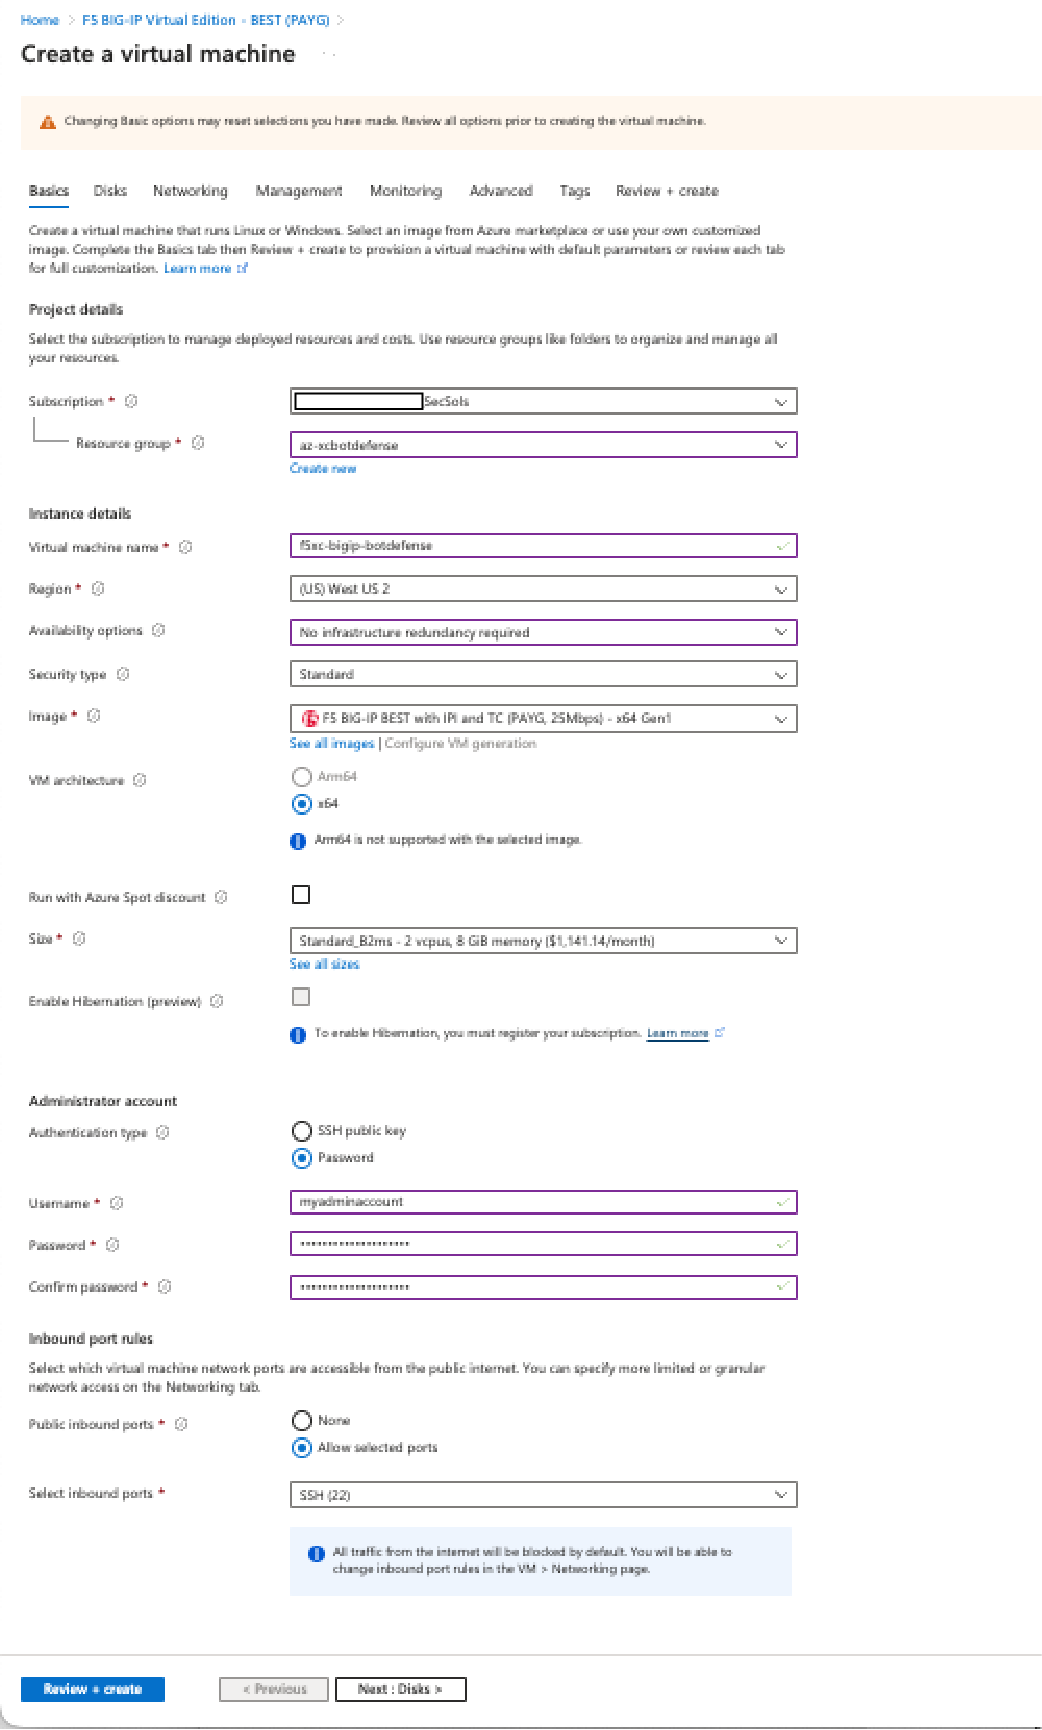 Home > F5 BIG-IP Virtual Edition - BEST (PAYG) >
Create a virtual machine
Changing Basic options may reset selections you have made. Review all options prior to creating the virtual machine.
Basics Disks Networking Management Monitoring Advanced Tags Review + create
Create a virtual machine that runs Linux or Windows. Select an image from Azure marketplace or use your own customized
image. Complete the Basics tab then Review + create to provision a virtual machine with default parameters or review each tab
for full customization. Learn more
Project details
Select the subscription to manage deployed resources and costs. Use resource groups like folders to organize and manage all
your resources.
Subscription * SecSols
Resource group * az-xcbotdefense
Create new
Instance details
Virtual machine name * f5xc-bigip-botdefense
Region * (US) West US 2
Availability options No infrastructure redundancy required
Security type Standard
Image * F5 BIG-IP BEST with IPI and TC (PAYG, 25Mbps) - x64 Gen1
See all images | Configure VM generation
VM architecture Arm64
x64
Arm64 is not supported with the selected image.
Run with Azure Spot discount
Size * Standard_B2ms - 2 vcpus, 8 GiB memory ($1,141.14/month)
See all sizes
Enable Hibernation (preview)
To enable Hibernation, you must register your subscription. Learn more
Administrator account
Authentication type SSH public key
Password
Username * myadminaccount
Password * ••••••••••••••••••••
Confirm password * ••••••••••••••••••••
Inbound port rules
Select which virtual machine network ports are accessible from the public internet. You can specify more limited or granular
network access on the Networking tab.
Public inbound ports * None
Allow selected ports
Select inbound ports * SSH (22)
All traffic from the internet will be blocked by default. You will be able to
change inbound port rules in the VM > Networking page.
Review + create < Previous Next : Disks >